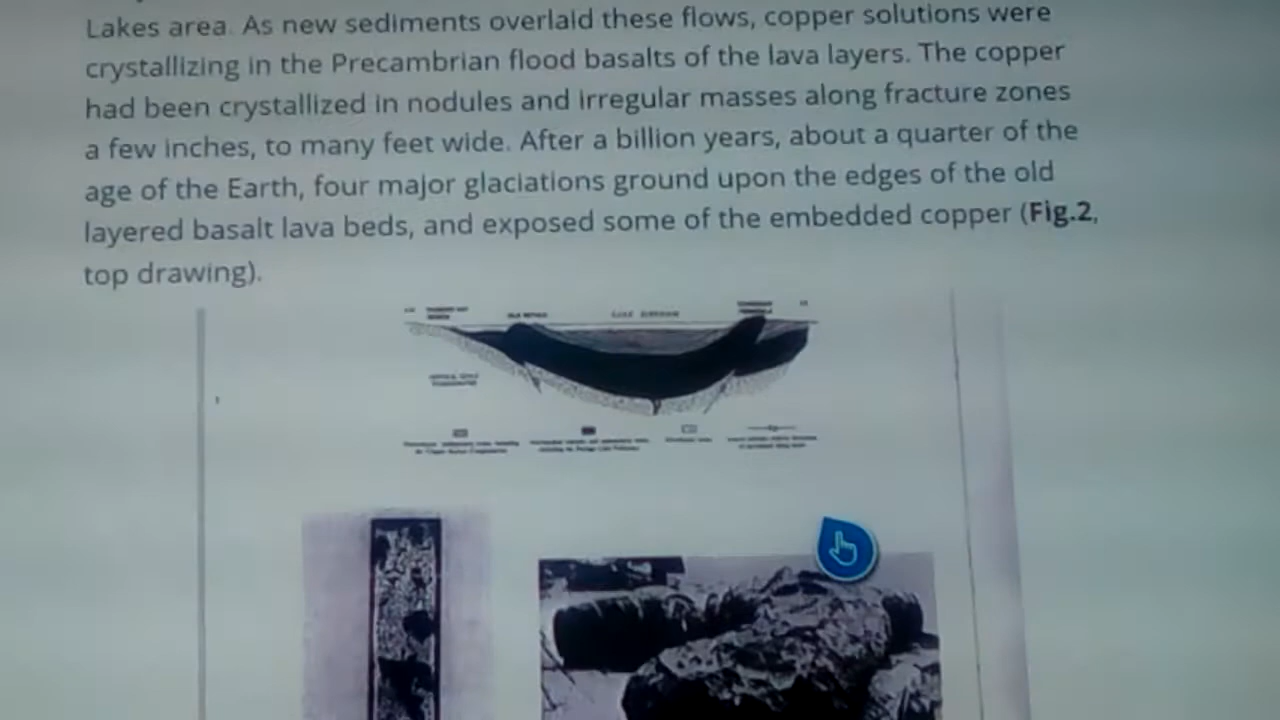 Lakes area. As new sediments overlaid these flows, copper solutions were
crystallizing in the Precambrian flood basalts of the lava layers. The copper
had been crystallized in nodules and irregular masses along fracture zones
a few inches, to many feet wide. After a billion years, about a quarter of the
age of the Earth, four major glaciations ground upon the edges of the old
layered basalt lava beds, and exposed some of the embedded copper (Fig.2,
top drawing).
LAKE SUPERIOR